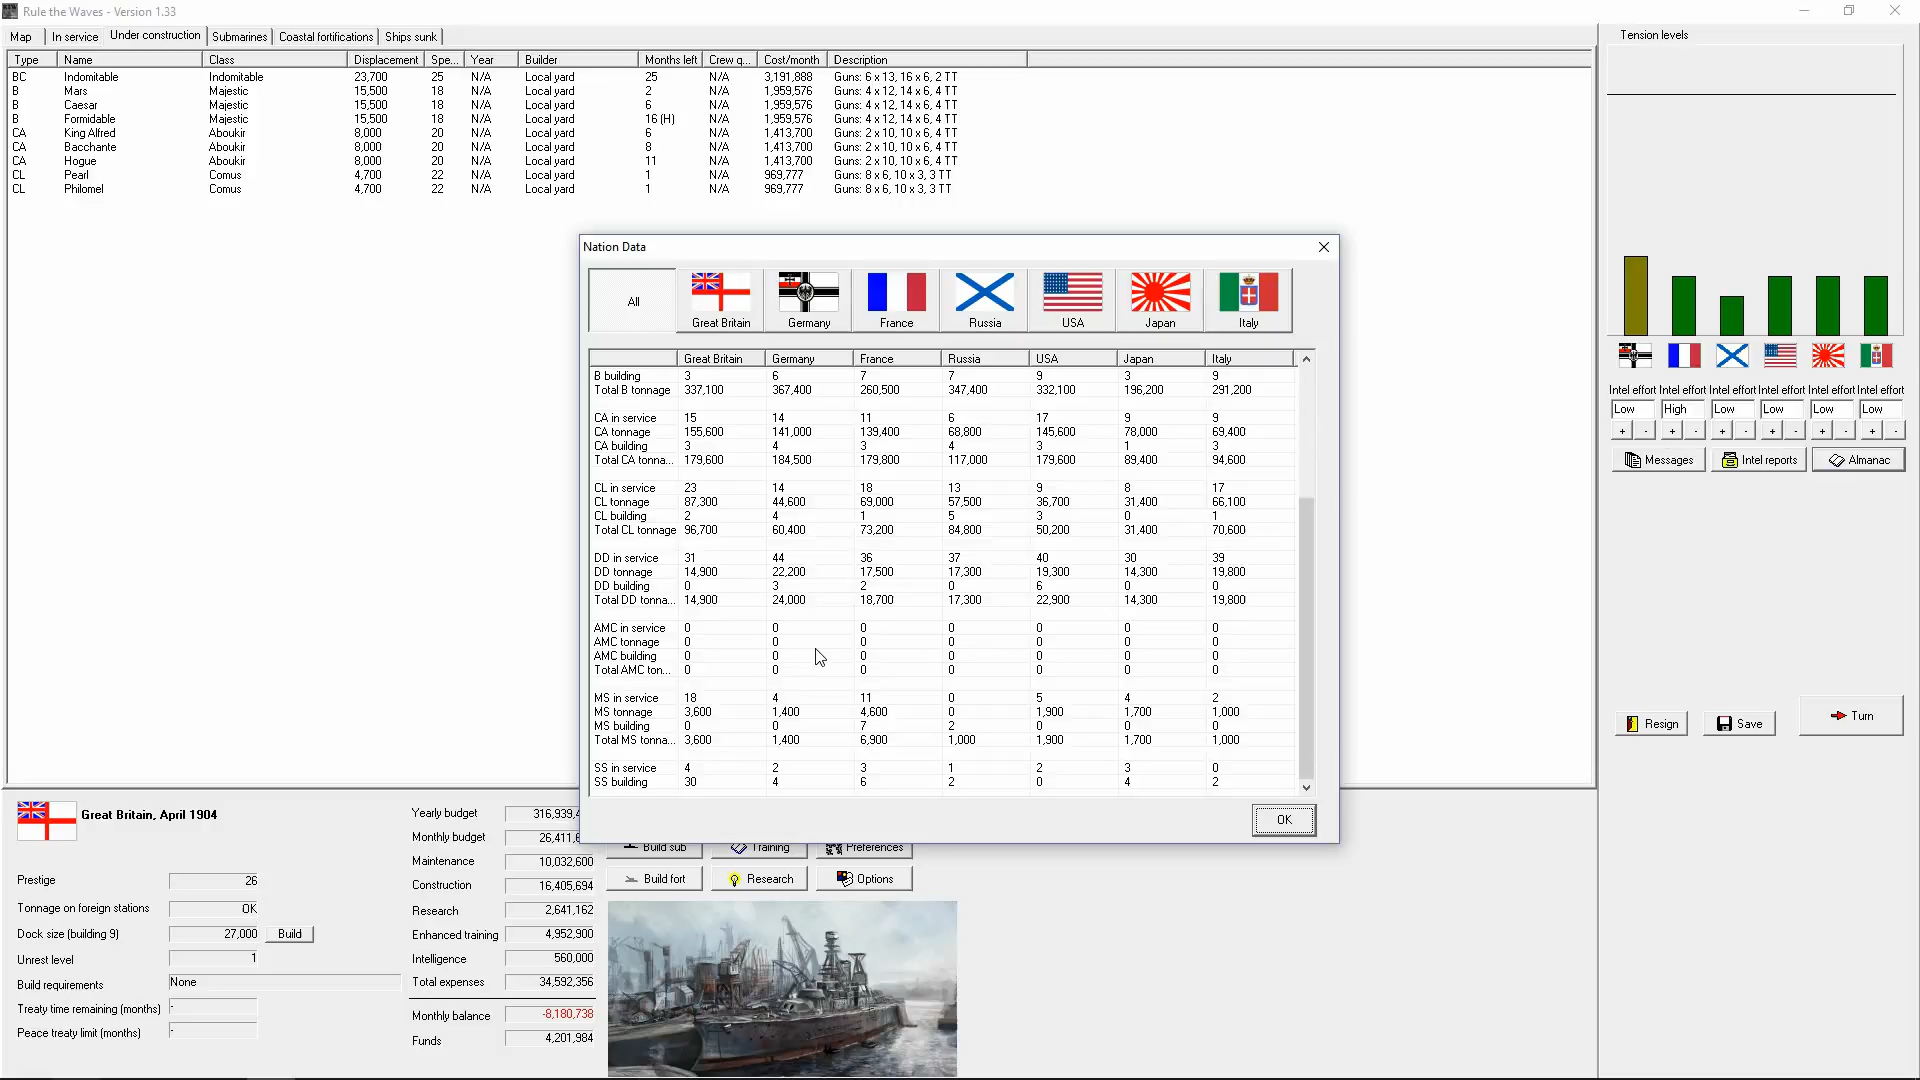 Rule the Waves - Version 1.33
Map In service Under construction Submarines Coastal fortifications Ships sunk
Type Name Class Displacement Spe... Year Builder Months left Crew q... Cost/month Description
BC Indomitable Indomitable 23,700 25 N/A Local yard 25 N/A 3,191,888 Guns: 6 x 13, 16 x 6, 2 TT
B Mars Majestic 15,500 18 N/A Local yard 2 N/A 1,959,576 Guns: 4 x 12, 14 x 6, 4 TT
B Caesar Majestic 15,500 18 N/A Local yard 6 N/A 1,959,576 Guns: 4 x 12, 14 x 6, 4 TT
B Formidable Majestic 15,500 18 N/A Local yard 16 (H) N/A 1,959,576 Guns: 4 x 12, 14 x 6, 4 TT
CA King Alfred Aboukir 8,000 20 N/A Local yard 6 N/A 1,413,700 Guns: 2 x 10, 10 x 6, 4 TT
CA Bacchante Aboukir 8,000 20 N/A Local yard 8 N/A 1,413,700 Guns: 2 x 10, 10 x 6, 4 TT
CA Hogue Aboukir 8,000 20 N/A Local yard 11 N/A 1,413,700 Guns: 2 x 10, 10 x 6, 4 TT
CL Pearl Comus 4,700 22 N/A Local yard 1 N/A 969,777 Guns: 8 x 6, 10 x 3, 3 TT
CL Philomel Comus 4,700 22 N/A Local yard 1 N/A 969,777 Guns: 8 x 6, 10 x 3, 3 TT
Nation Data
All Great Britain Germany France Russia USA Japan Italy
Great Britain Germany France Russia USA Japan Italy
B building 3 6 7 7 9 3 9
Total B tonnage 337,100 367,400 260,500 347,400 332,100 196,200 291,200
CA in service 15 14 11 6 17 9 9
CA tonnage 155,600 141,000 139,400 68,800 145,600 78,000 69,400
CA building 3 4 3 4 3 1 3
Total CA tonna... 179,600 184,500 179,800 117,000 179,600 89,400 94,600
CL in service 23 14 18 13 9 8 17
CL tonnage 87,300 44,600 69,000 57,500 36,700 31,400 66,100
CL building 2 4 1 5 3 0 1
Total CL tonnage 96,700 60,400 73,200 84,800 50,200 31,400 70,600
DD in service 31 44 36 37 40 30 39
DD tonnage 14,900 22,200 17,500 17,300 19,300 14,300 19,800
DD building 0 3 2 0 6 0 0
Total DD tonna... 14,900 24,000 18,700 17,300 22,900 14,300 19,800
AMC in service 0 0 0 0 0 0 0
AMC tonnage 0 0 0 0 0 0 0
AMC building 0 0 0 0 0 0 0
Total AMC ton... 0 0 0 0 0 0 0
MS in service 18 4 11 0 5 4 2
MS tonnage 3,600 1,400 4,600 0 1,900 1,700 1,000
MS building 0 0 7 2 0 0 0
Total MS tonna... 3,600 1,400 6,900 1,000 1,900 1,700 1,000
SS in service 4 2 3 1 2 3 0
SS building 30 4 6 2 0 4 2
OK
Tension levels
Intel effort Intel effort Intel effort Intel effort Intel effort Intel effort
Low High Low Low Low Low
+ - + - + - + - + - + -
Messages Intel reports Almanac
Resign Save Turn
Great Britain, April 1904
Prestige 26
Tonnage on foreign stations OK
Dock size (building 9) 27,000 Build
Unrest level 1
Build requirements None
Treaty time remaining (months) -
Peace treaty limit (months) -
Yearly budget 316,939,4
Monthly budget 26,411,6
Maintenance 10,032,600
Construction 16,405,694
Research 2,641,162
Enhanced training 4,952,900
Intelligence 560,000
Total expenses 34,592,356
Monthly balance -8,180,738
Funds 4,201,984
Build sub Training Preferences
Build fort Research Options